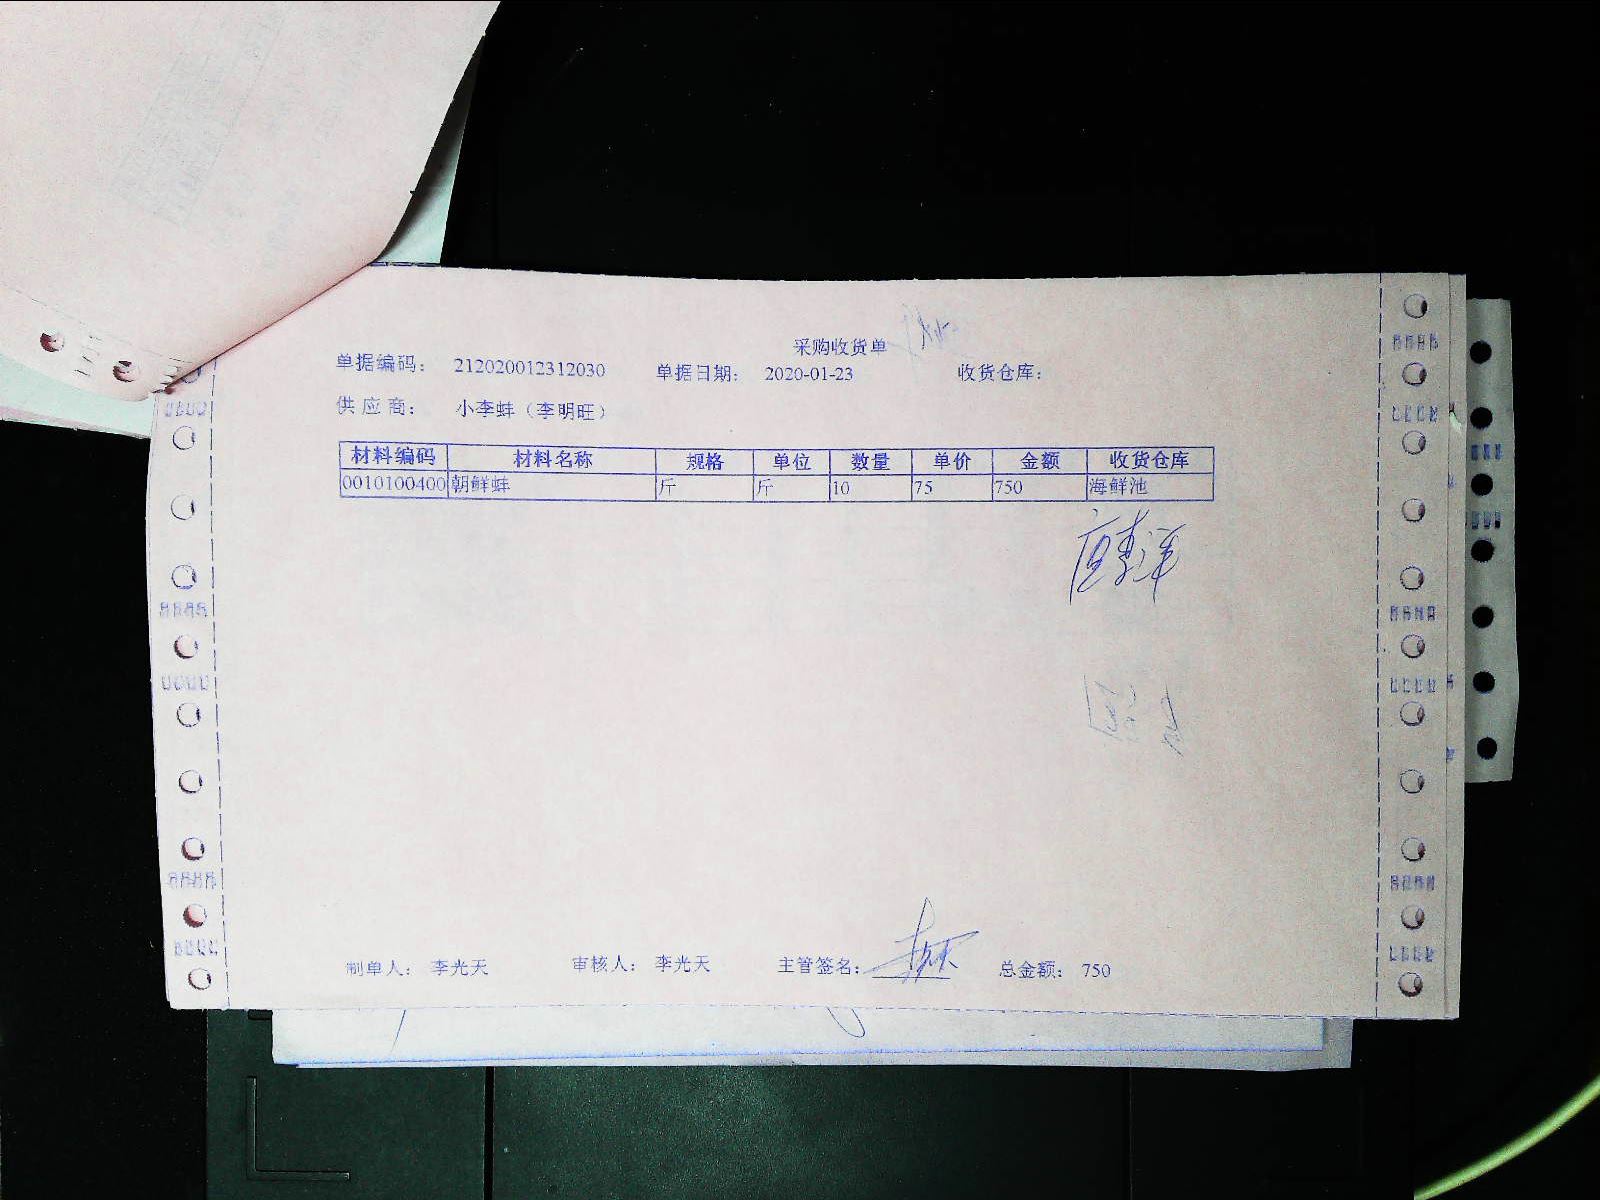 采购收货单
单据编码: 212020012312030 单据日期: 2020-01-23 收货仓库:
供应商: 小李蚌（李明旺）
材料编码 材料名称 规格 单位 数量 单价 金额 收货仓库
0010100400 朝鲜蚌 斤 斤 10 75 750 海鲜池
制单人: 李光天 审核人: 李光天 主管签名: 总金额: 750